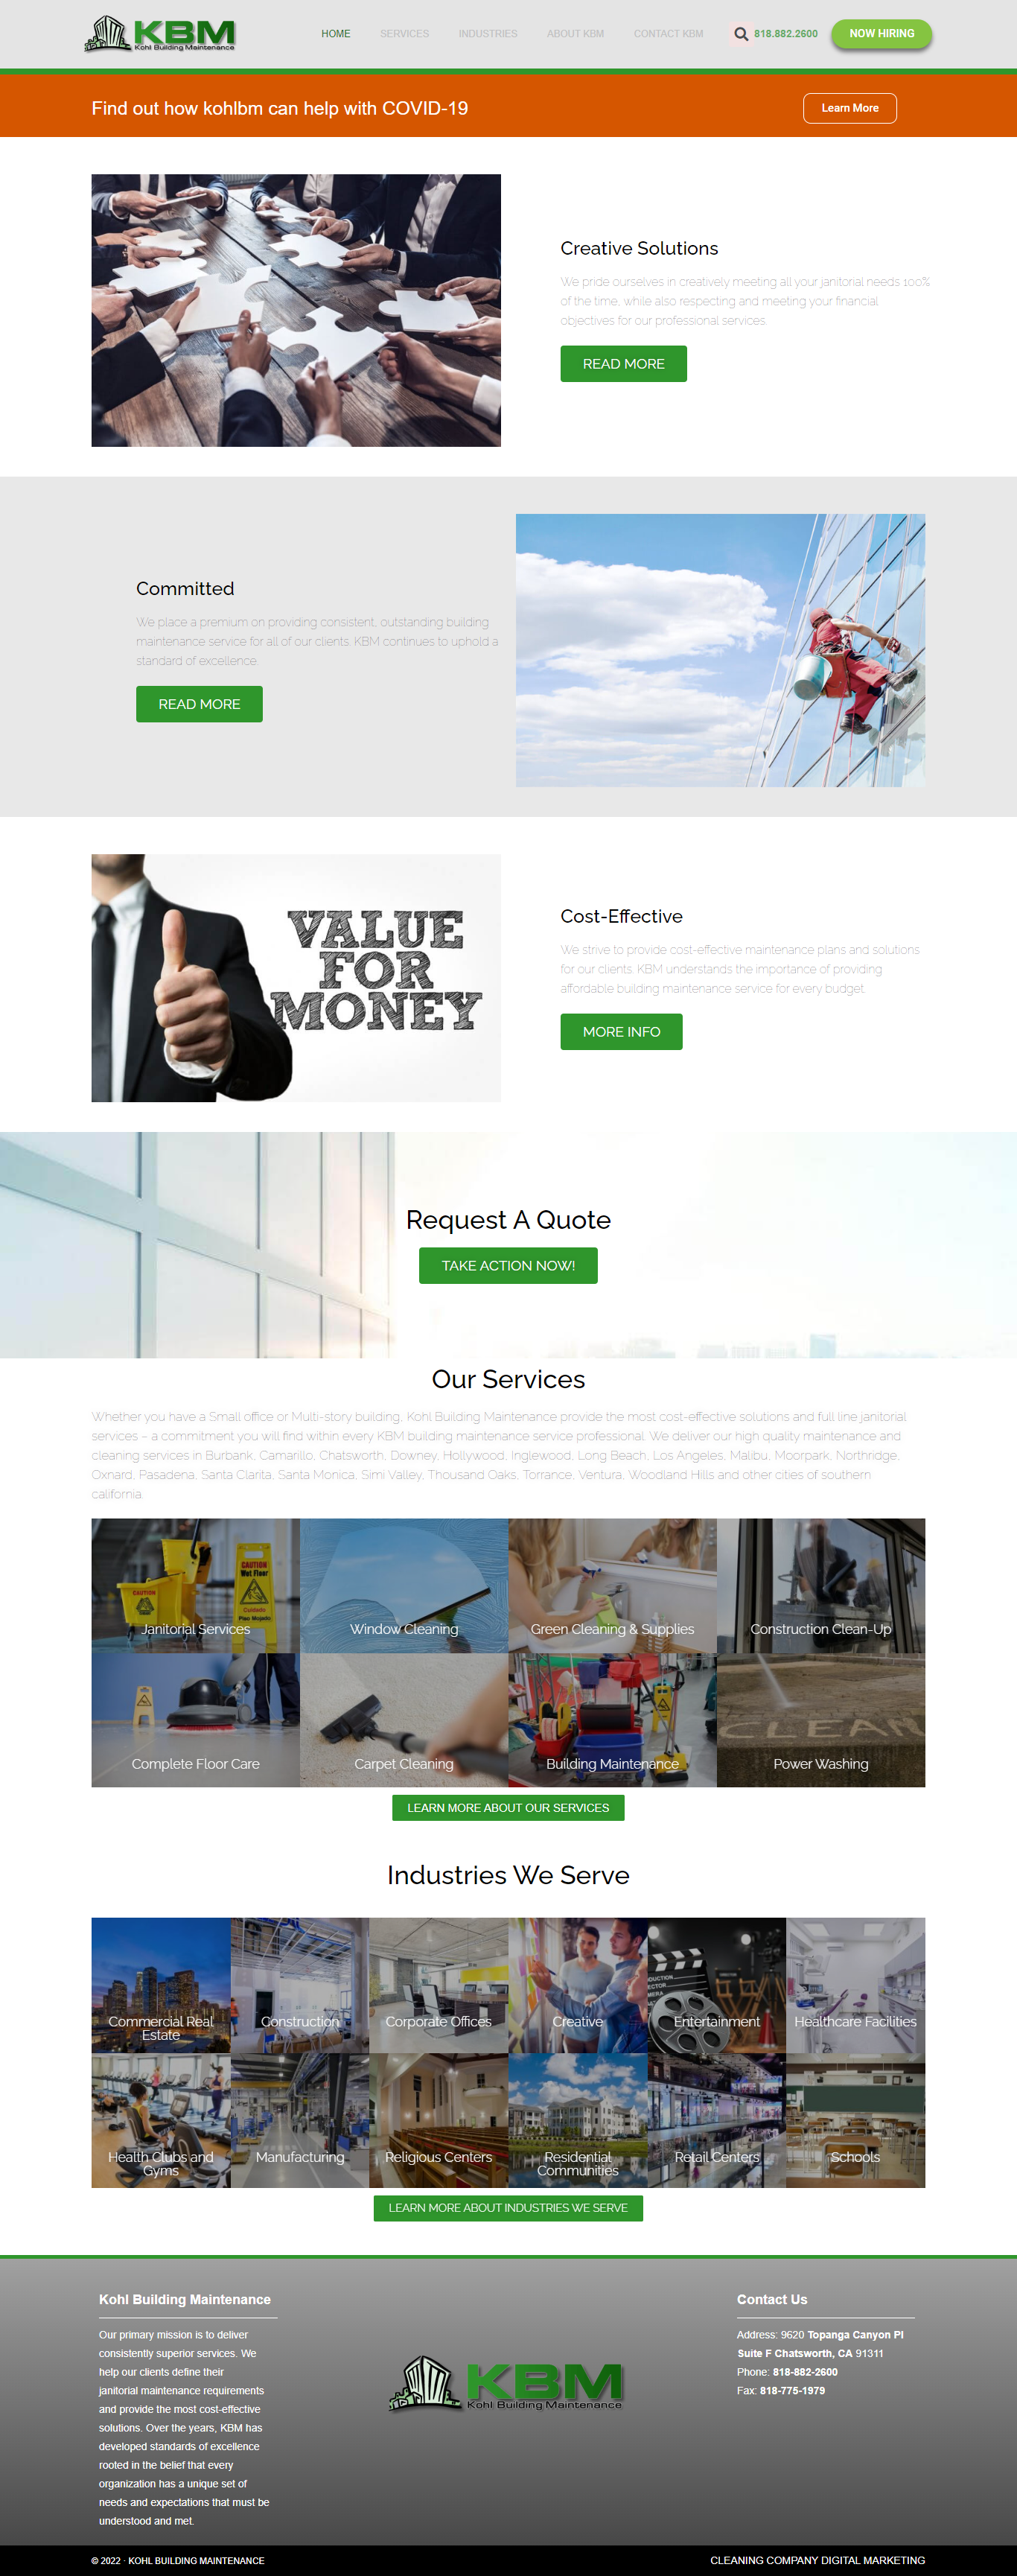 KBM
Kohl Building Maintenance
HOME
SERVICES
INDUSTRIES
ABOUT KBM
CONTACT KBM
818.882.2600
NOW HIRING
Find out how kohlbm can help with COVID-19
Learn More
Creative Solutions
We pride ourselves in creatively meeting all your janitorial needs 100%
of the time, while also respecting and meeting your financial
objectives for our professional services.
READ MORE
Committed
We place a premium on providing consistent, outstanding building
maintenance service for all of our clients. KBM continues to uphold a
standard of excellence.
READ MORE
VALUE
FOR
MONEY
Cost-Effective
We strive to provide cost-effective maintenance plans and solutions
for our clients. KBM understands the importance of providing
affordable building maintenance service for every budget.
MORE INFO
Request A Quote
TAKE ACTION NOW!
Our Services
Whether you have a Small office or Multi-story building, Kohl Building Maintenance provide the most cost-effective solutions and full line janitorial
services – a commitment you will find within every KBM building maintenance service professional. We deliver our high quality maintenance and
cleaning services in Burbank, Camarillo, Chatsworth, Downey, Hollywood, Inglewood, Long Beach, Los Angeles, Malibu, Moorpark, Northridge,
Oxnard, Pasadena, Santa Clarita, Santa Monica, Simi Valley, Thousand Oaks, Torrance, Ventura, Woodland Hills and other cities of southern
california.
CAUTION
CAUTION
Wet Floor
Cuidado
Piso Mojado
Janitorial Services
Window Cleaning
Green Cleaning & Supplies
Construction Clean-Up
Complete Floor Care
Carpet Cleaning
Building Maintenance
CLEAN
Power Washing
LEARN MORE ABOUT OUR SERVICES
Industries We Serve
Commercial Real
Estate
Construction
Corporate Offices
Creative
Entertainment
Healthcare Facilities
Health Clubs and
Gyms
Manufacturing
Religious Centers
Residential
Communities
Retail Centers
Schools
LEARN MORE ABOUT INDUSTRIES WE SERVE
Kohl Building Maintenance
Our primary mission is to deliver
consistently superior services. We
help our clients define their
janitorial maintenance requirements
and provide the most cost-effective
solutions. Over the years, KBM has
developed standards of excellence
rooted in the belief that every
organization has a unique set of
needs and expectations that must be
understood and met.
KBM
Kohl Building Maintenance
Contact Us
Address: 9620 Topanga Canyon Pl
Suite F Chatsworth, CA 91311
Phone: 818-882-2600
Fax: 818-775-1979
© 2022 · KOHL BUILDING MAINTENANCE
CLEANING COMPANY DIGITAL MARKETING